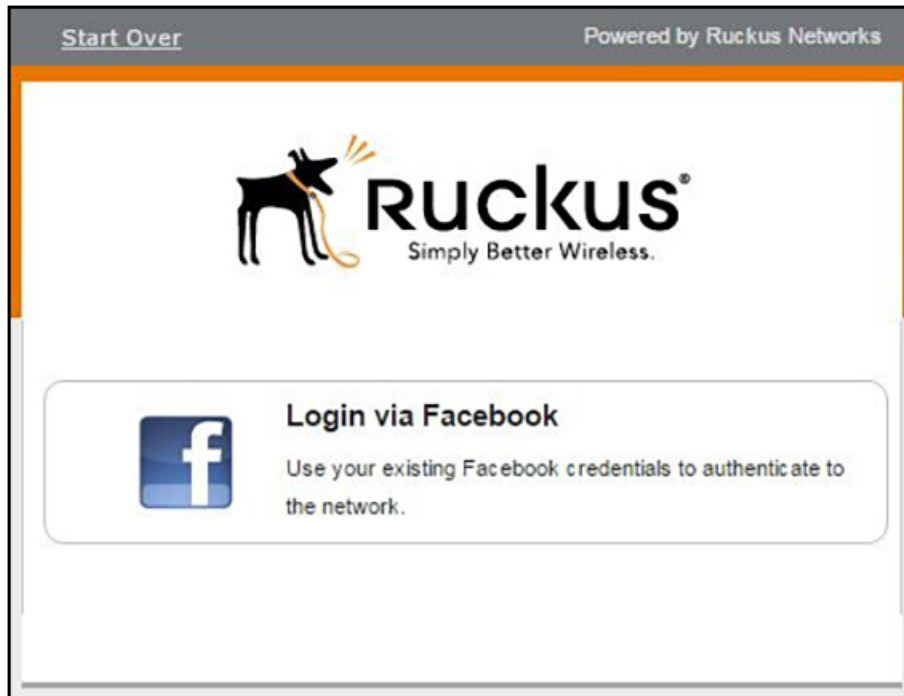 Start Over
Powered by Ruckus Networks
Ruckus®
Simply Better Wireless.
f
Login via Facebook
Use your existing Facebook credentials to authenticate to
the network.